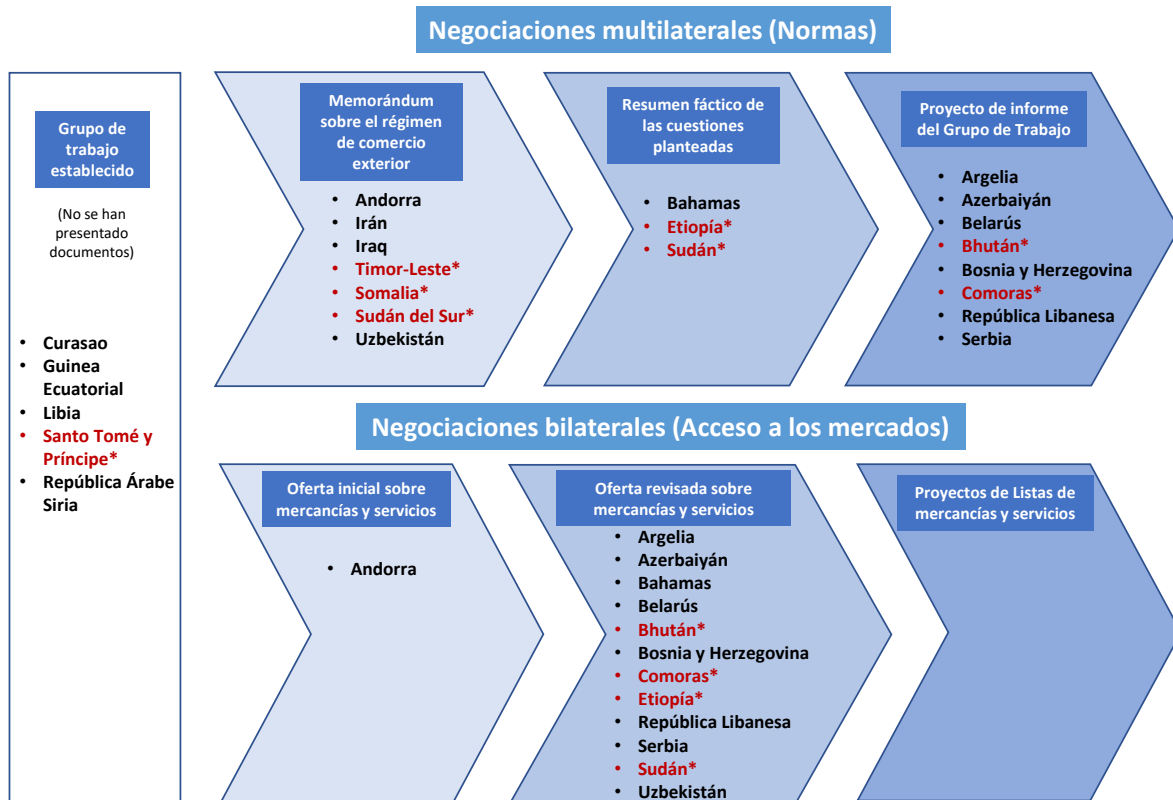 Negociaciones multilaterales (Normas)
Grupo de
trabajo
establecido
(No se han
presentado
documentos)
• Curasao
• Guinea
Ecuatorial
• Libia
• Santo Tomé y
Príncipe*
• República Árabe
Siria
Memorándum
sobre el régimen
de comercio
exterior
• Andorra
• Irán
• Iraq
• Timor-Leste*
• Somalia*
• Sudán del Sur*
• Uzbekistán
Resumen fáctico de
las cuestiones
planteadas
• Bahamas
• Etiopía*
• Sudán*
Proyecto de informe
del Grupo de Trabajo
• Argelia
• Azerbaiyán
• Belarús
• Bhután*
• Bosnia y Herzegovina
• Comoras*
• República Libanesa
• Serbia
Negociaciones bilaterales (Acceso a los mercados)
Oferta inicial sobre
mercancías y servicios
• Andorra
Oferta revisada sobre
mercancías y servicios
• Argelia
• Azerbaiyán
• Bahamas
• Belarús
• Bhután*
• Bosnia y Herzegovina
• Comoras*
• Etiopía*
• República Libanesa
• Serbia
• Sudán*
• Uzbekistán
Proyectos de Listas de
mercancías y servicios